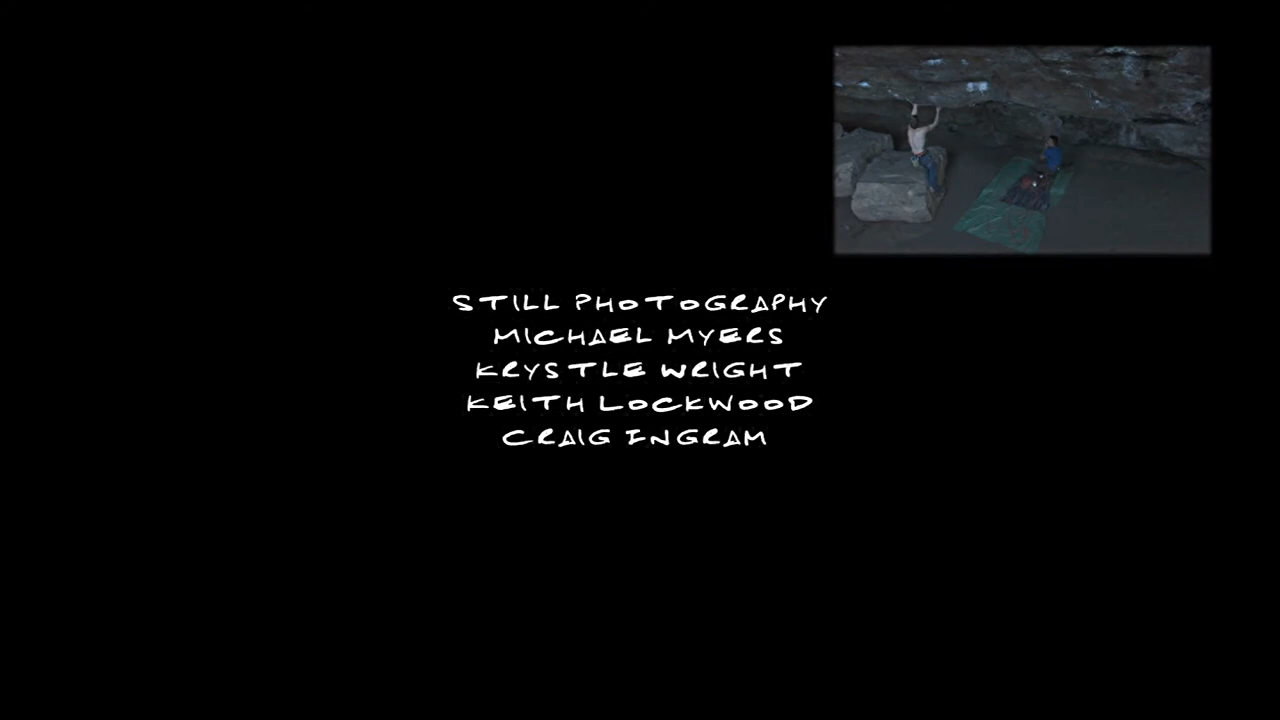 STILL PHOTOGRAPHY
MICHAEL MYERS
KRYSTLE WRIGHT
KEITH LOCKWOOD
CRAIG INGRAM